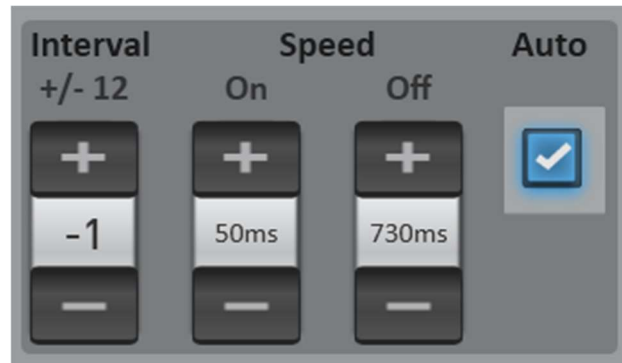 Interval Speed Auto
+/- 12 On Off
-1 50ms 730ms